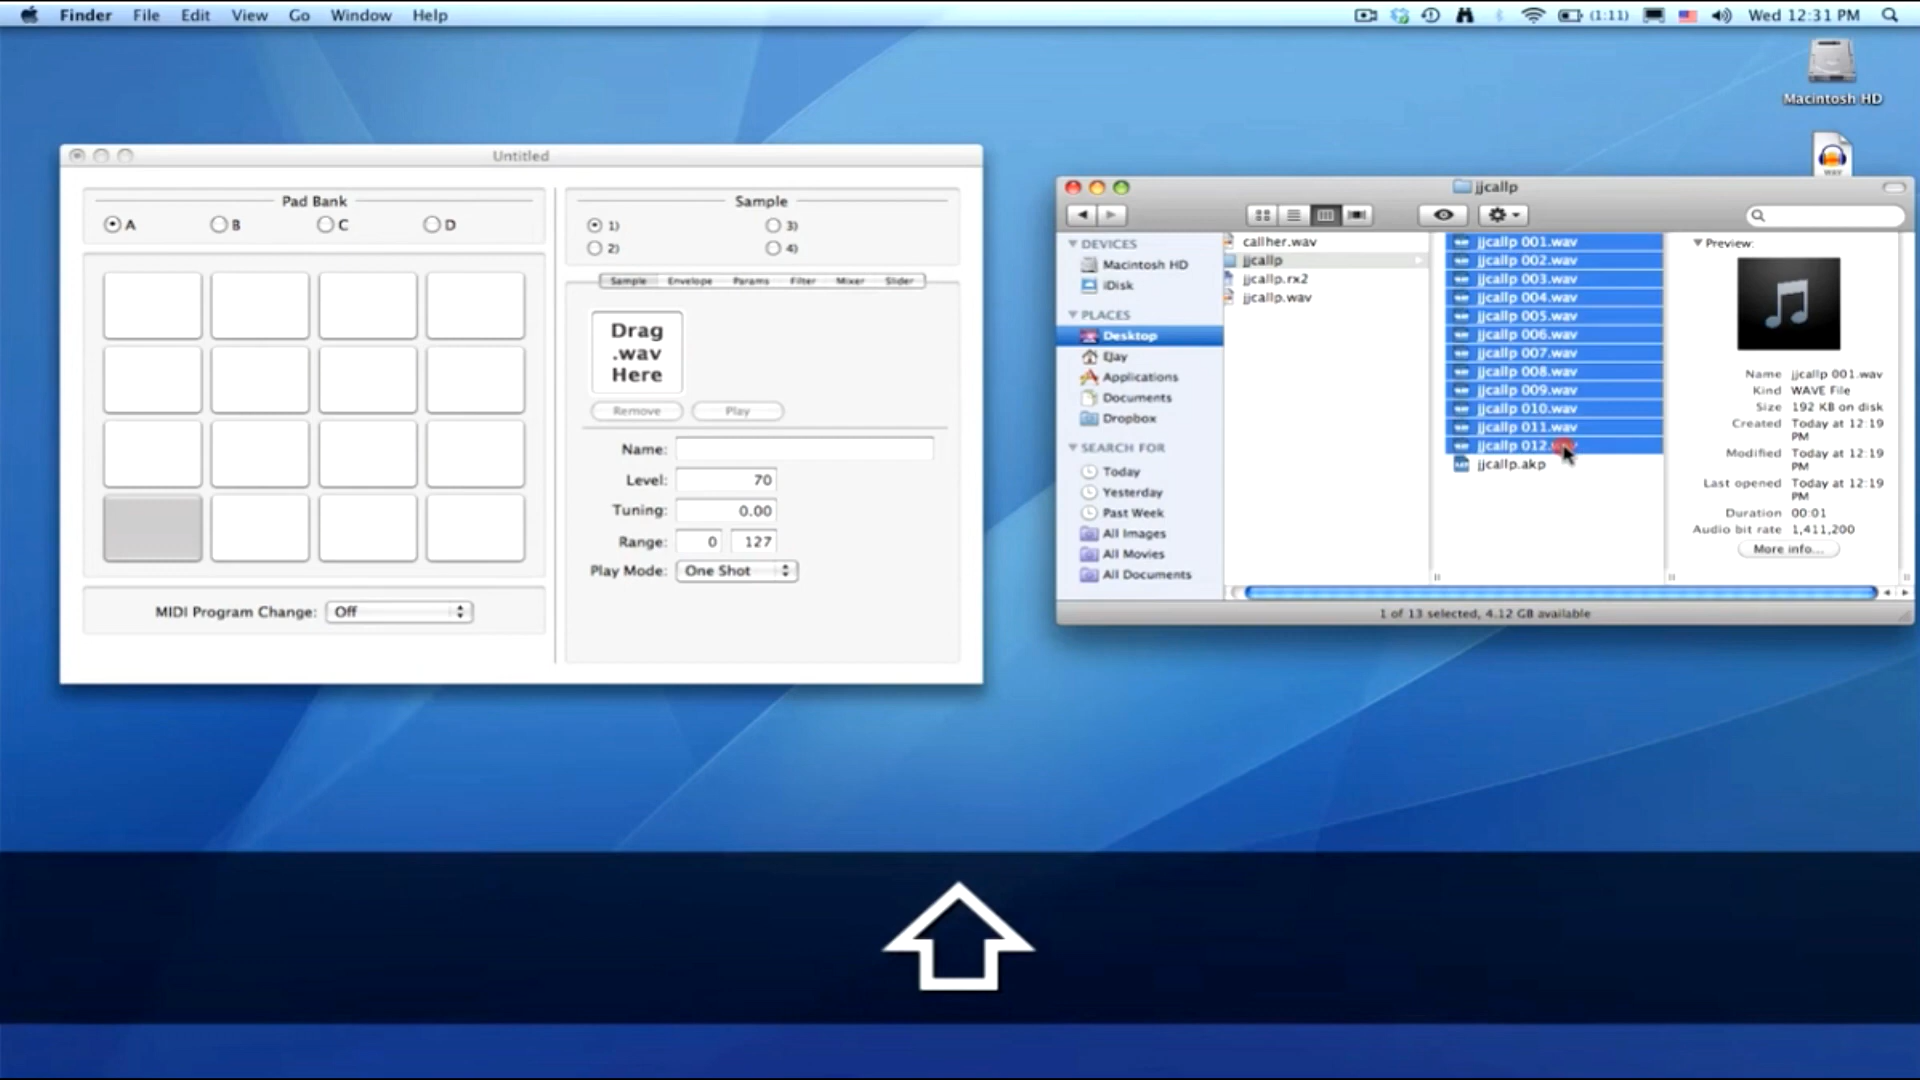 Finder File Edit View Go Window Help
(1:11) Wed 12:31 PM
Macintosh HD
wav
Untitled
Pad Bank
A B C D
MIDI Program Change: Off
Sample
1) 3)
2) 4)
Sample Envelope Params Filter Mixer Slider
Drag
.wav
Here
Remove Play
Name:
Level: 70
Tuning: 0.00
Range: 0 127
Play Mode: One Shot
jjcallp
DEVICES
Macintosh HD
iDisk
PLACES
Desktop
EJay
Applications
Documents
Dropbox
SEARCH FOR
Today
Yesterday
Past Week
All Images
All Movies
All Documents
callher.wav
jjcallp
jjcallp.rx2
jjcallp.wav
jjcallp 001.wav
jjcallp 002.wav
jjcallp 003.wav
jjcallp 004.wav
jjcallp 005.wav
jjcallp 006.wav
jjcallp 007.wav
jjcallp 008.wav
jjcallp 009.wav
jjcallp 010.wav
jjcallp 011.wav
jjcallp 012.wav
jjcallp.akp
Preview:
Name jjcallp 001.wav
Kind WAVE File
Size 192 KB on disk
Created Today at 12:19
PM
Modified Today at 12:19
PM
Last opened Today at 12:19
PM
Duration 00:01
Audio bit rate 1,411,200
More info...
1 of 13 selected, 4.12 GB available